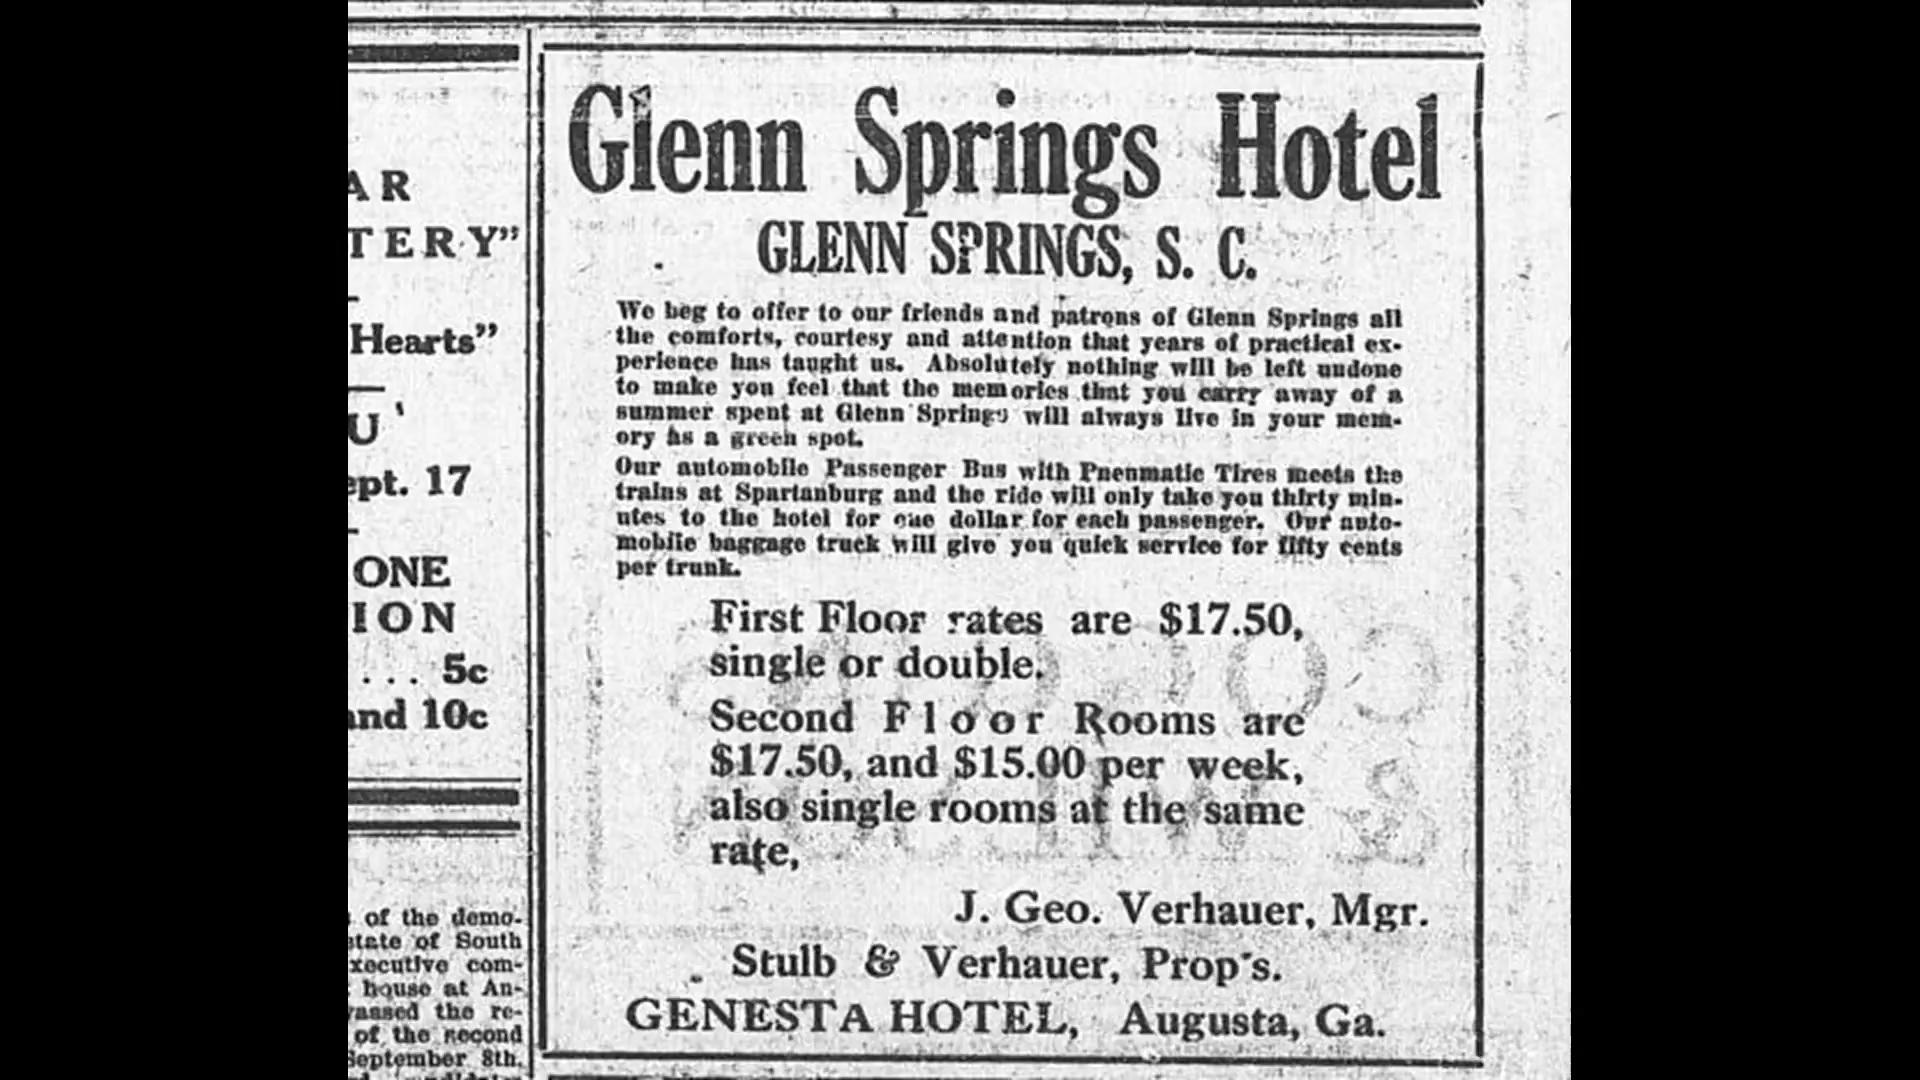 AR
TERY"
Hearts"
U
ept. 17
ONE
ION
... 5c
and 10c
of the demo-
state of South
xecutive com-
house at An-
vassed the re-
of the second
September 8th.
Glenn Springs Hotel
GLENN SPRINGS, S. C.
We beg to offer to our friends and patrons of Glenn Springs all
the comforts, courtesy and attention that years of practical ex-
perience has taught us. Absolutely nothing will be left undone
to make you feel that the memories that you carry away of a
summer spent at Glenn Springs will always live in your mem-
ory as a green spot.
Our automobile Passenger Bus with Pneumatic Tires meets the
trains at Spartanburg and the ride will only take you thirty min-
utes to the hotel for one dollar for each passenger. Our auto-
mobile baggage truck will give you quick service for fifty cents
per trunk.
First Floor rates are $17.50,
single or double.
Second Floor Rooms are
$17.50, and $15.00 per week,
also single rooms at the same
rate,
J. Geo. Verhauer, Mgr.
Stulb & Verhauer, Prop's.
GENESTA HOTEL, Augusta, Ga.